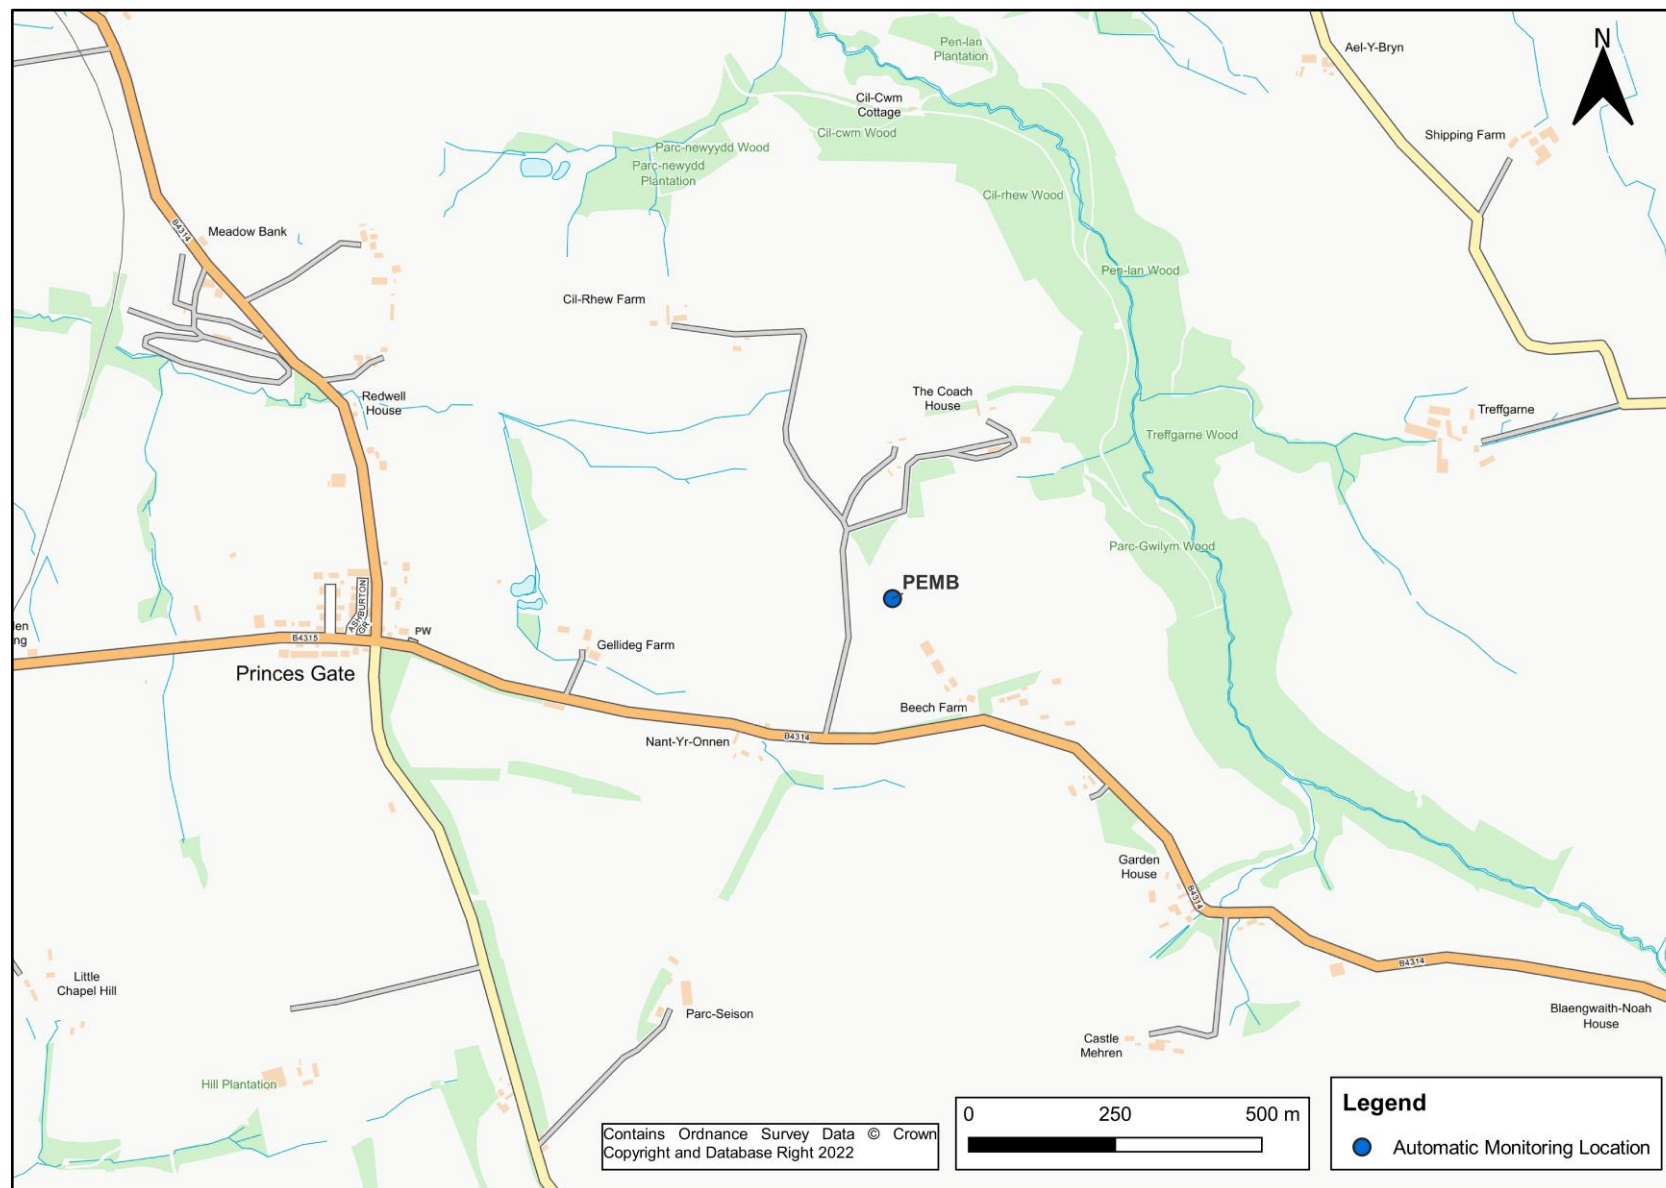 Pen-lan
Plantation
Ael-Y-Bryn
N
Cil-Cwm
Cottage
Cil-cwm Wood
Shipping Farm
Parc-newyydd Wood
Parc-newydd
Plantation
Cil-rhew Wood
B4314
Meadow Bank
Pen-lan Wood
Cil-Rhew Farm
Redwell
House
The Coach
House
Treffgarne
Treffgarne Wood
Parc-Gwilym Wood
PEMB
ASHBURTON
GR
PW
len
ng
B4315
Gellideg Farm
Princes Gate
Beech Farm
Nant-Yr-Onnen
B4314
Garden
House
B4314
B4314
Little
Chapel Hill
Parc-Seison
Blaengwaith-Noah
House
Castle
Mehren
Hill Plantation
Contains Ordnance Survey Data © Crown
Copyright and Database Right 2022
0 250 500 m
Legend
Automatic Monitoring Location